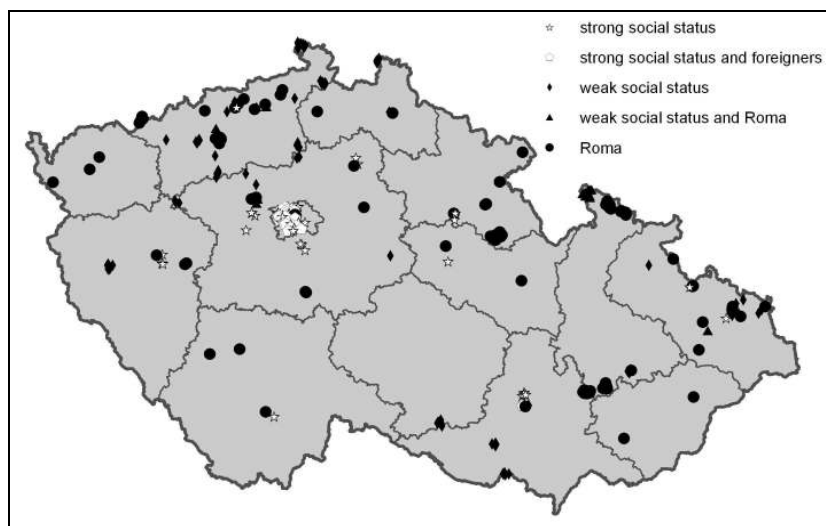 strong social status
strong social status and foreigners
weak social status
weak social status and Roma
Roma